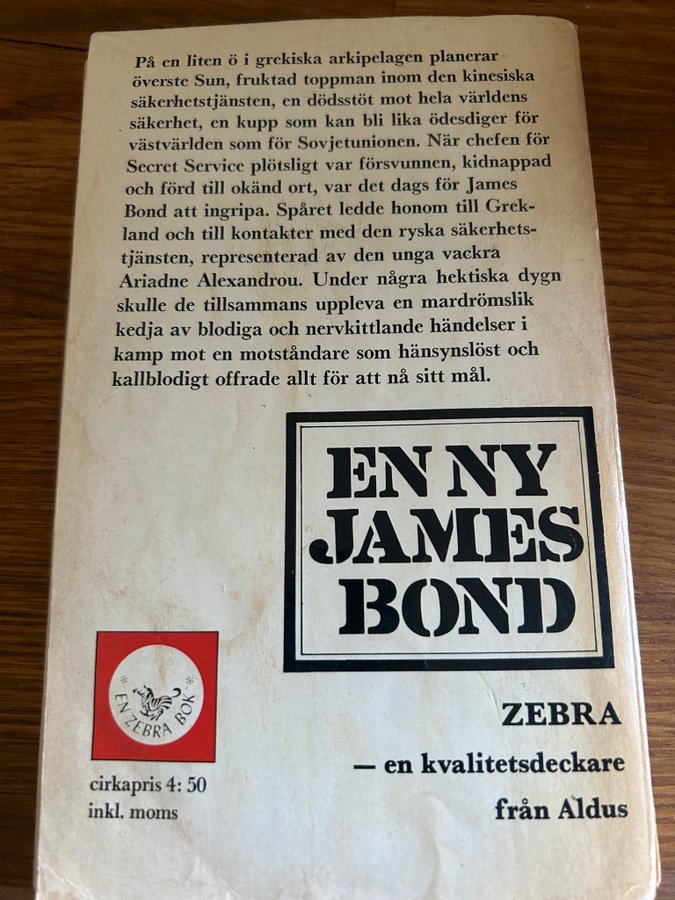 På en liten ö i grekiska arkipelagen planerar
överste Sun, fruktad toppman inom den kinesiska
säkerhetstjänsten, en dödsstöt mot hela världens
säkerhet, en kupp som kan bli lika ödesdiger för
västvärlden som för Sovjetunionen. När chefen för
Secret Service plötsligt var försvunnen, kidnappad
och förd till okänd ort, var det dags för James
Bond att ingripa. Spåret ledde honom till Grek-
land och till kontakter med den ryska säkerhets-
tjänsten, representerad av den unga vackra
Ariadne Alexandrou. Under några hektiska dygn
skulle de tillsammans uppleva en mardrömslik
kedja av blodiga och nervkittlande händelser i
kamp mot en motståndare som hänsynslöst och
kallblodigt offrade allt för att nå sitt mål.
EN NY
JAMES
BOND
* EN ZEBRA BOK *
cirkapris 4: 50
inkl. moms
ZEBRA
— en kvalitetsdeckare
från Aldus